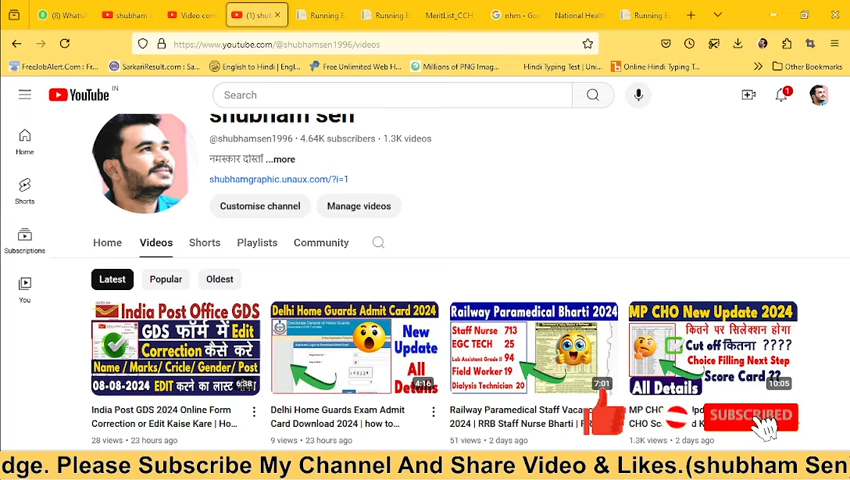 WhatsA
shubham
Video com
(1) shub
Running E
Running E
MeritList_CCH
nhm - Goo
National Healt
Running E
https://www.youtube.com/@shubhamsen1996/videos
FreeJobAlert.Com : Fr...
SarkariResult.com : Sa...
English to Hindi | Engl...
Free Unlimited Web H...
Millions of PNG Imag...
Hindi Typing Test | Uni...
Online Hindi Typing T...
Other Bookmarks
YouTube IN
Search
1
Home
Shorts
Subscriptions
You
shubham sen
@shubhamsen1996 • 4.64K subscribers • 1.3K videos
नमस्कार दोस्तों ...more
shubhamgraphic.unaux.com/?i=1
Customise channel
Manage videos
Home
Videos
Shorts
Playlists
Community
Latest
Popular
Oldest
India Post Office GDS
GDS फॉर्म में Edit
Correction कैसे करे
Name / Marks / Cricle / Gender / Post
08-08-2024 EDIT करने का लास्ट
6:38
India Post GDS 2024 Online Form
Correction or Edit Kaise Kare | Ho...
28 views • 23 hours ago
Delhi Home Guards Admit Card 2024
New
Update
All
Details
4:16
Delhi Home Guards Exam Admit
Card Download 2024 | how to...
9 views • 23 hours ago
Railway Paramedical Bharti 2024
Staff Nurse 713
EGC TECH 25
Lab Assistant Grade II 94
Field Worker 19
Dialysis Technician 20
7:01
Railway Paramedical Staff Vacan
2024 | RRB Staff Nurse Bharti | P
51 views • 2 days ago
MP CHO New Update 2024
कितने पर सिलेक्शन होगा
Cut off कितना ????
Choice Filling Next Step
Score Card ??
All Details
10:05
MP CHO
CHO Sc
1.3K views • 2 days ago
SUBSCRIBED
dge. Please Subscribe My Channel And Share Video & Likes.(shubham Sen